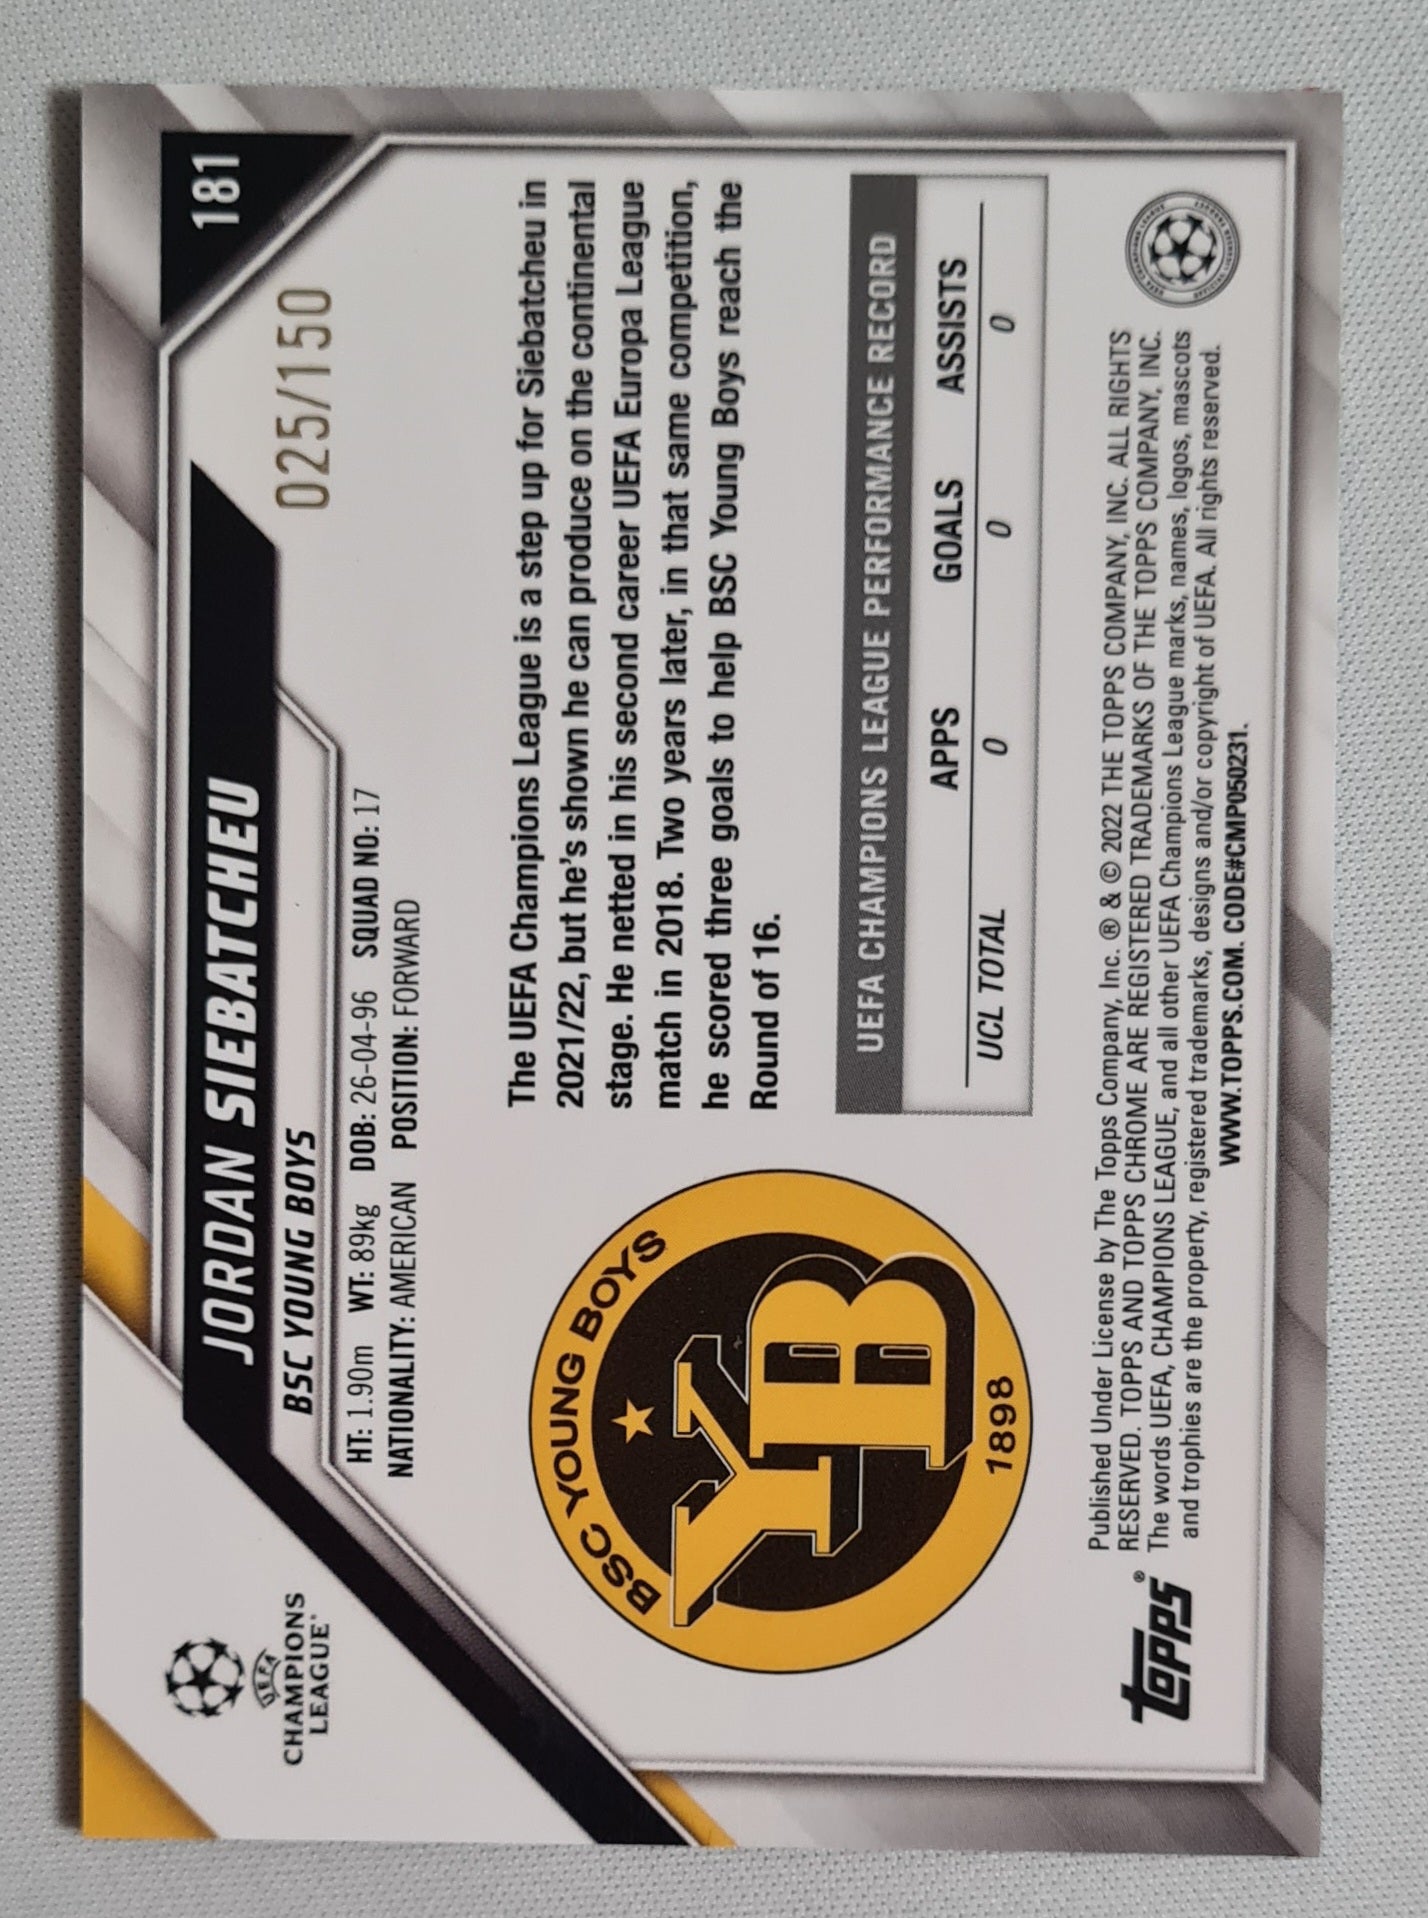 181
JORDAN SIEBATCHEU
025/150
BSC YOUNG BOYS
HT: 1.90m WT: 89kg DOB: 26-04-96 SQUAD NO: 17
NATIONALITY: AMERICAN POSITION: FORWARD
UEFA
CHAMPIONS
LEAGUE®
The UEFA Champions League is a step up for Siebatcheu in
2021/22, but he's shown he can produce on the continental
stage. He netted in his second career UEFA Europa League
match in 2018. Two years later, in that same competition,
he scored three goals to help BSC Young Boys reach the
Round of 16.
BSC YOUNG BOYS
YB
1898
UEFA CHAMPIONS LEAGUE PERFORMANCE RECORD
APPS GOALS ASSISTS
UCL TOTAL 0 0 0
Published Under License by The Topps Company, Inc. ® & © 2022 THE TOPPS COMPANY, INC. ALL RIGHTS
RESERVED. TOPPS AND TOPPS CHROME ARE REGISTERED TRADEMARKS OF THE TOPPS COMPANY, INC.
The words UEFA, CHAMPIONS LEAGUE, and all other UEFA Champions League marks, names, logos, mascots
and trophies are the property, registered trademarks, designs and/or copyright of UEFA. All rights reserved.
WWW.TOPPS.COM. CODE#CMP050231.
topps®